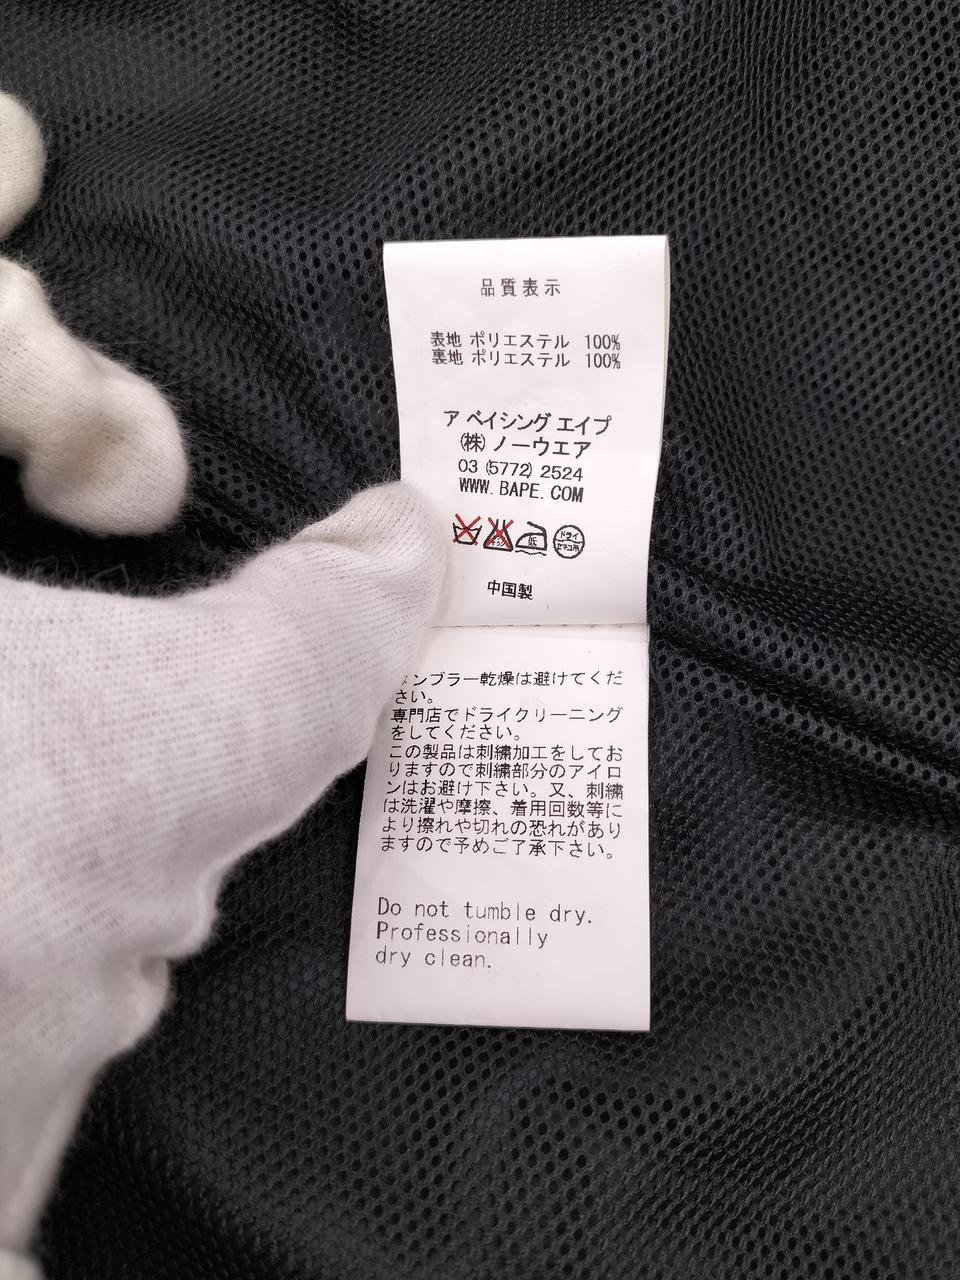 品質表示
表地 ポリエステル 100%
裏地 ポリエステル 100%
ア ベイシング エイプ
(株) ノーウエア
03 (5772) 2524
WWW. BAPE. COM
低
ドライ
中国製
ンブラー乾燥は避けてくだ
さい。
専門店でドライクリーニング
をしてください。
この製品は刺繍加工をしてお
りますので刺繍部分のアイロ
ンはお避け下さい。又、刺繍
は洗濯や摩擦、着用回数等に
より擦れや切れの恐れがあり
ますので予めご了承下さい。
Do not tumble dry.
Professionally
dry clean.